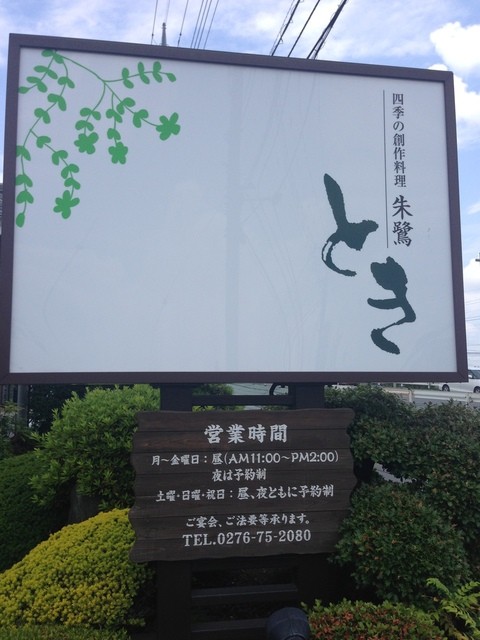 四季の創作料理 朱鷺
とき
営業時間
月~金曜日:昼(AM11:00~PM2:00)
夜は予約制
土曜・日曜・祝日:昼、夜ともに予約制
ご宴会、ご法要等承ります。
TEL.0276-75-2080